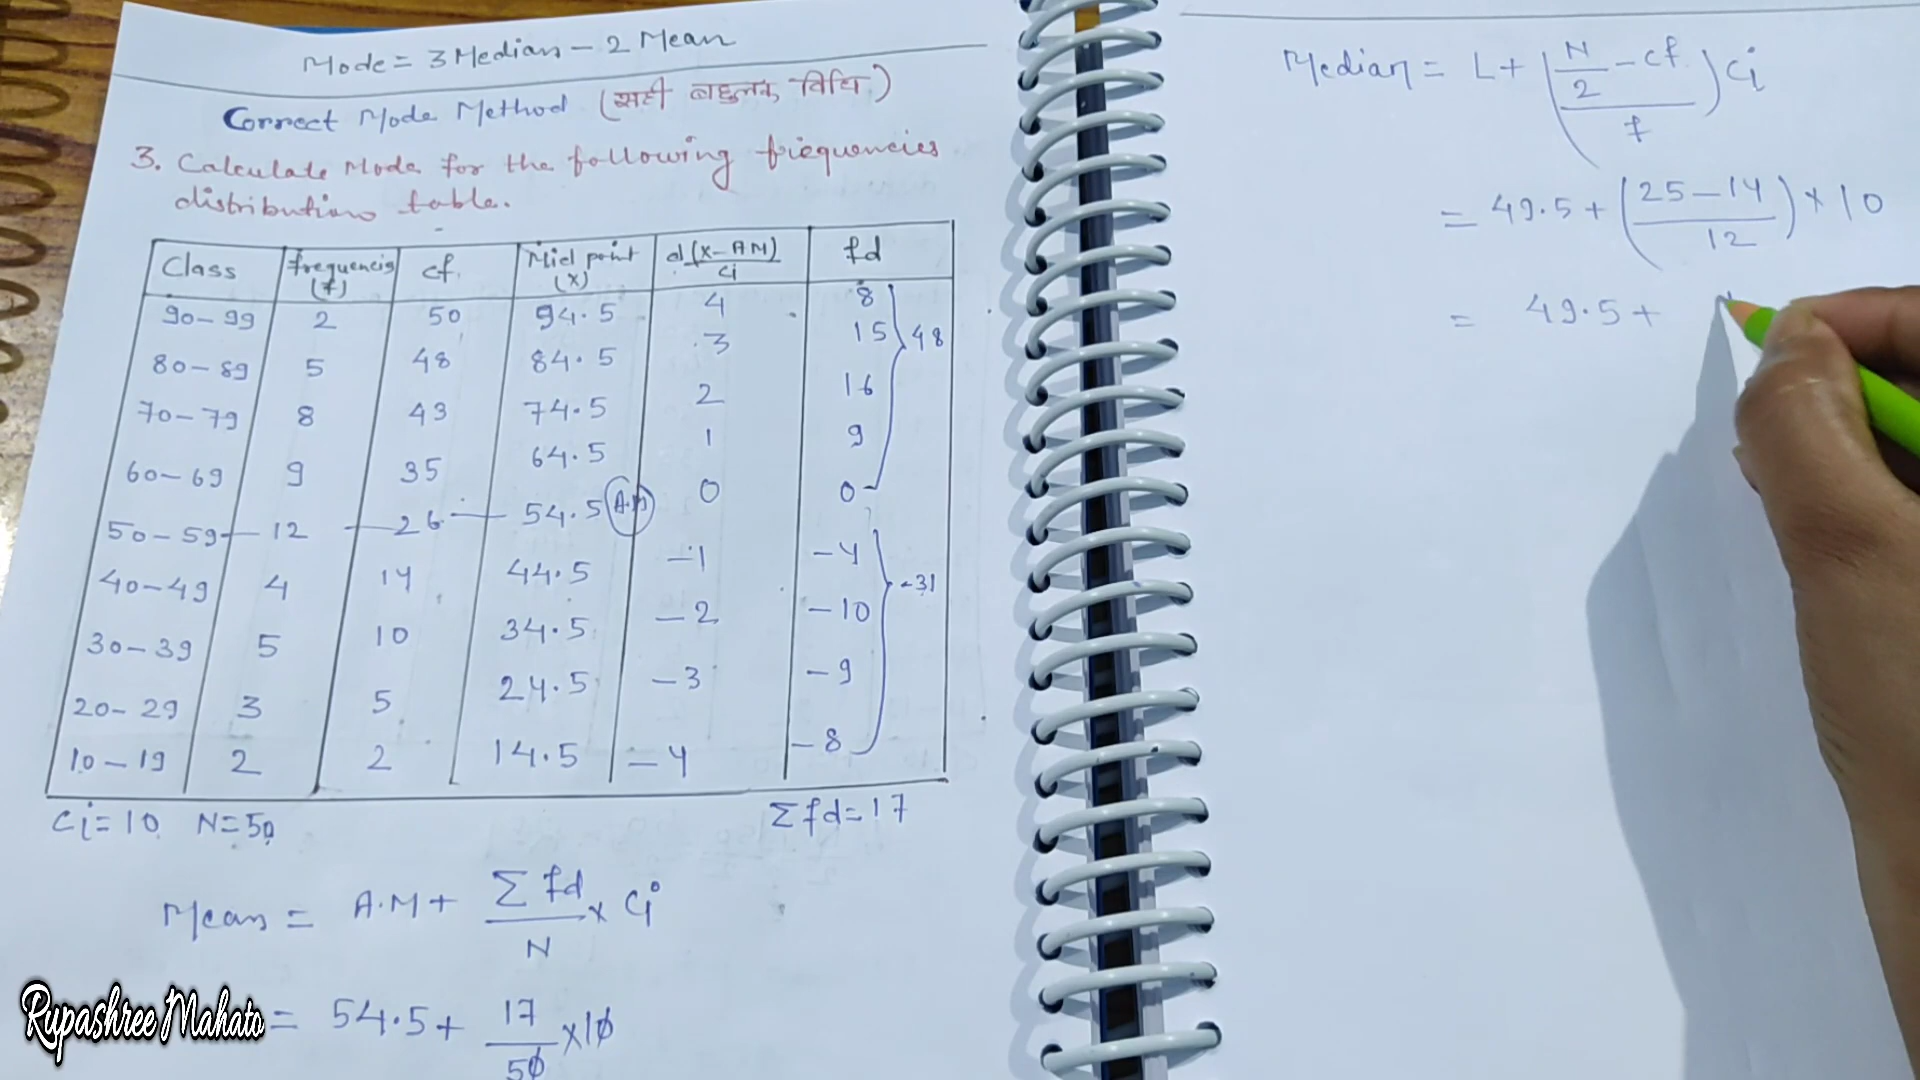 Mode = 3 Median - 2 Mean
Correct Mode Method (सही बहुलक विधि)
3. Calculate Mode for the following frequencies
distribution table.
Class frequencies (f) cf. Mid point (x) d(x-AM)/Ci fd
90-99 2 50 94.5 4 8
80-89 5 48 84.5 3 15 48
70-79 8 43 74.5 2 16
60-69 9 35 64.5 1 9
50-59 12 26 54.5 A.M 0 0
40-49 4 14 44.5 -1 -4 -31
30-39 5 10 34.5 -2 -10
20-29 3 5 24.5 -3 -9
10-19 2 2 14.5 -4 -8
Ci=10 N=50 Σfd=17
Mean = A.M + Σfd/N × Ci
= 54.5 + 17/50 ×10
Rupashree Mahato
Median = L + (N/2 - cf / f) Ci
= 49.5 + (25-14/12) × 10
= 49.5 +